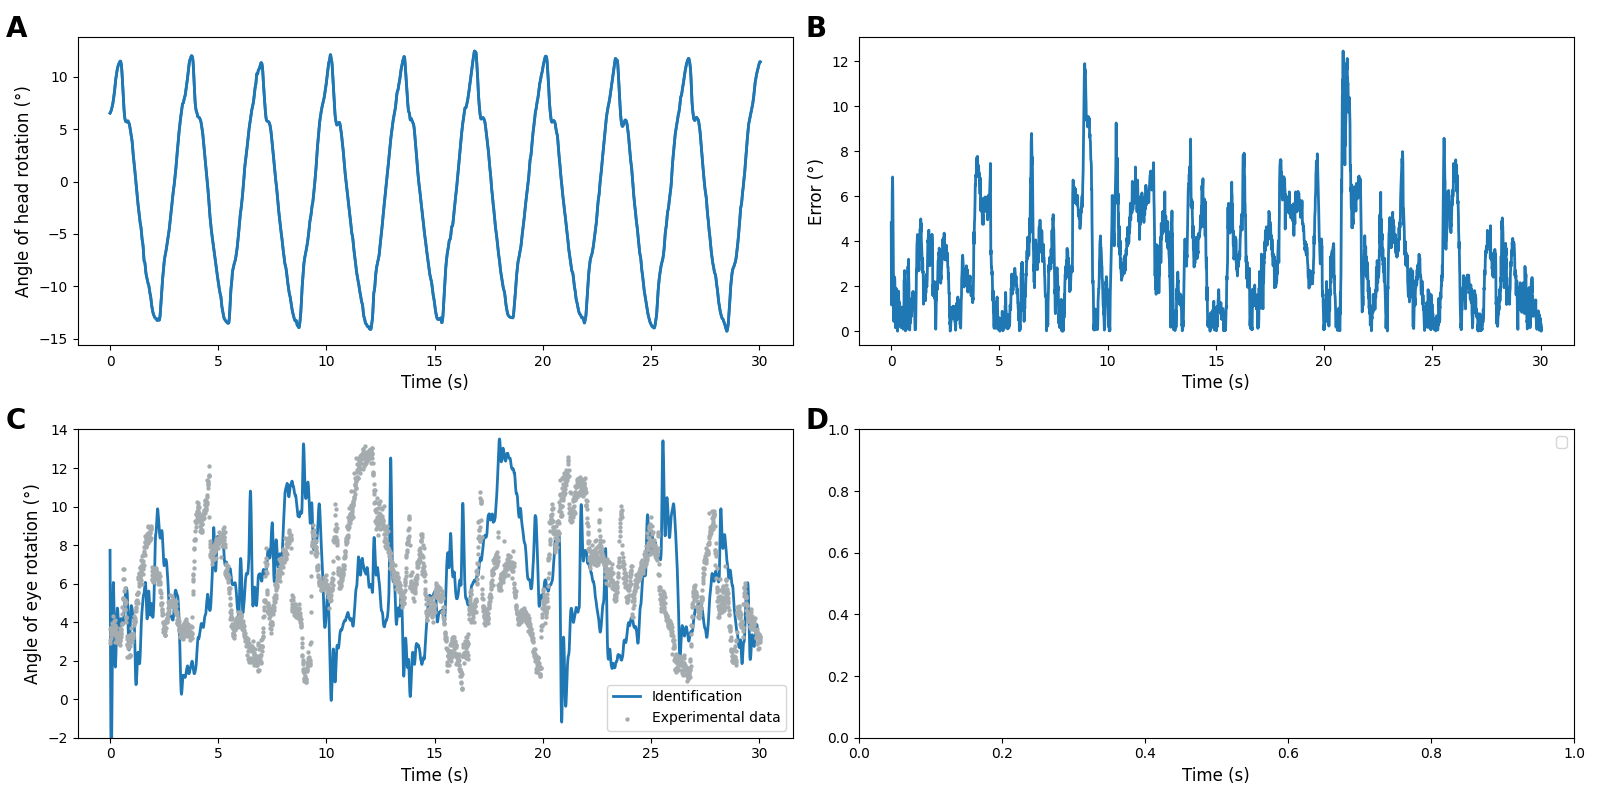 A
Angle of head rotation (°)
10
5
0
−5
−10
−15
0 5 10 15 20 25 30
Time (s)
B
Error (°)
12
10
8
6
4
2
0
0 5 10 15 20 25 30
Time (s)
C
Angle of eye rotation (°)
14
12
10
8
6
4
2
0
−2
Identification
Experimental data
0 5 10 15 20 25 30
Time (s)
D
1.0
0.8
0.6
0.4
0.2
0.0
0.0 0.2 0.4 0.6 0.8 1.0
Time (s)